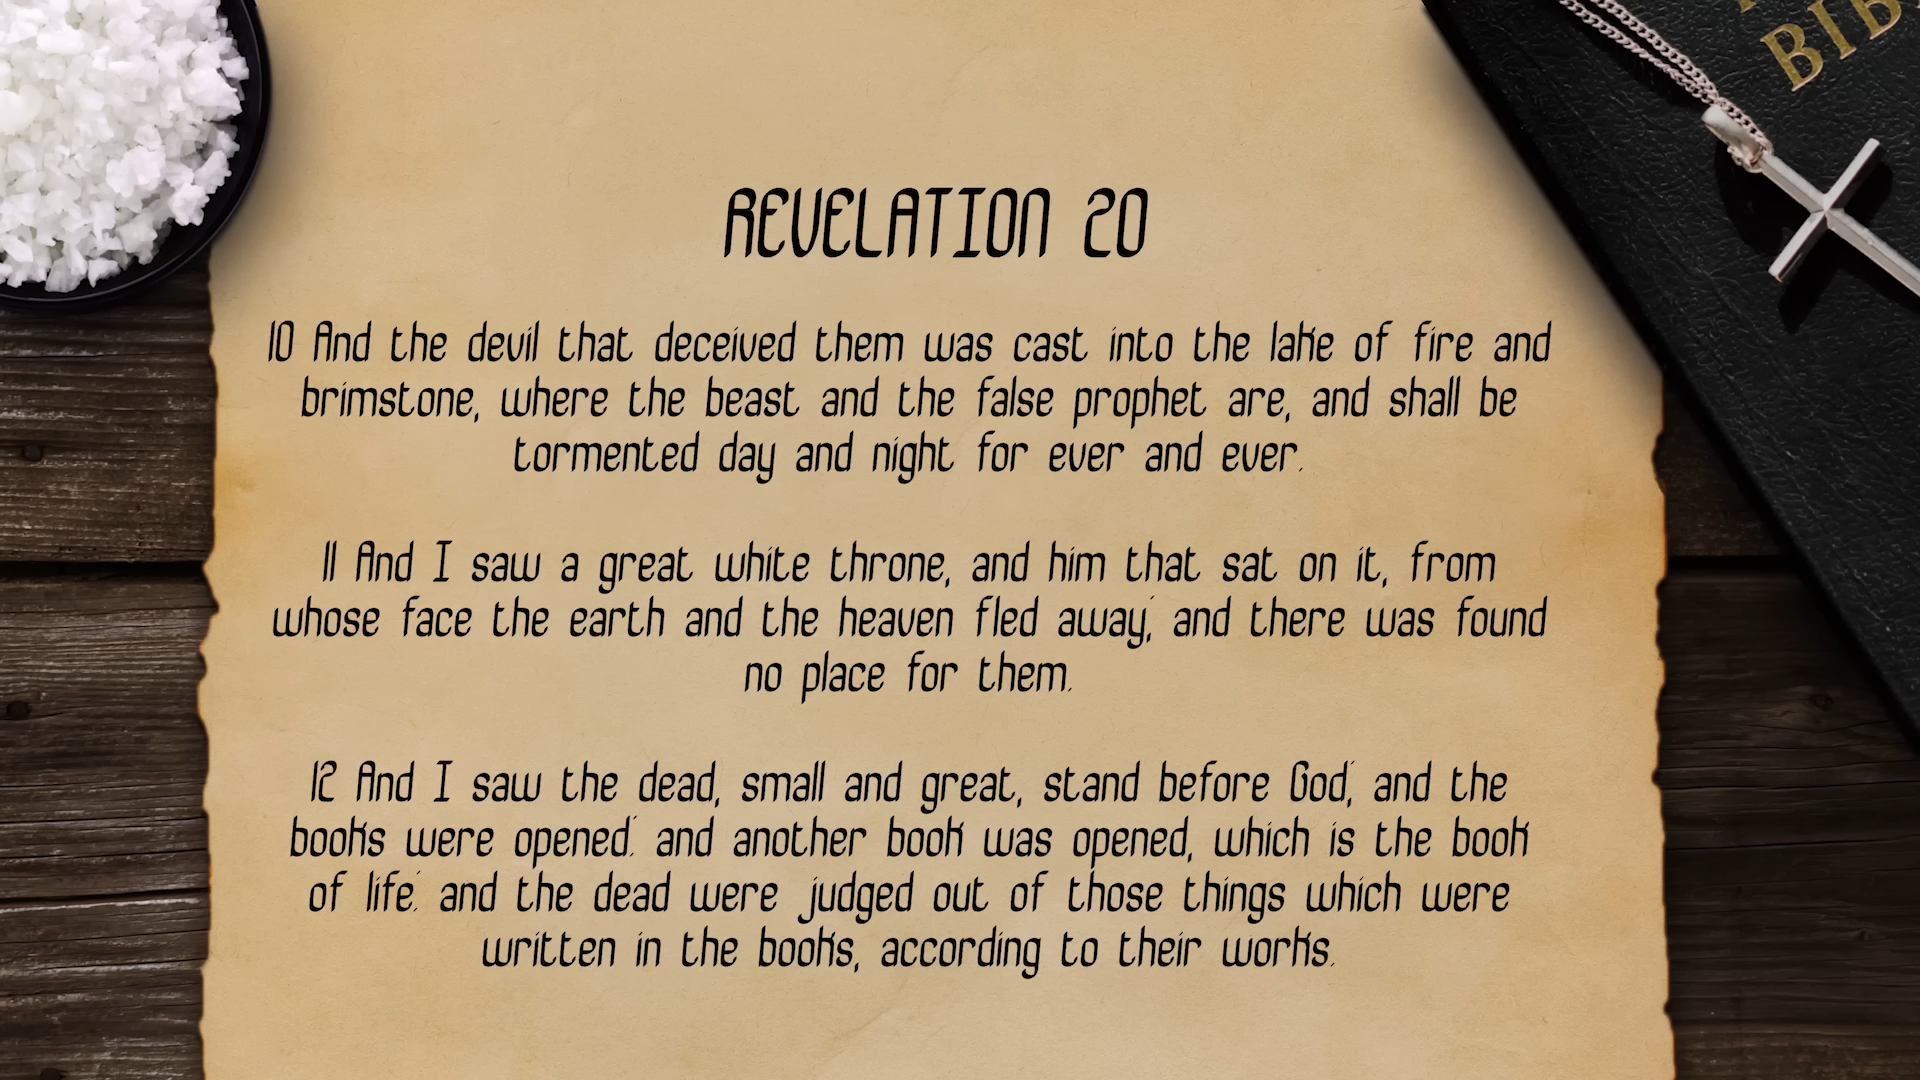 BIB
REVELATION 20
10 And the devil that deceived them was cast into the lake of fire and
brimstone, where the beast and the false prophet are, and shall be
tormented day and night for ever and ever.
11 And I saw a great white throne, and him that sat on it, from
whose face the earth and the heaven fled away; and there was found
no place for them.
12 And I saw the dead, small and great, stand before God; and the
books were opened: and another book was opened, which is the book
of life: and the dead were judged out of those things which were
written in the books, according to their works.